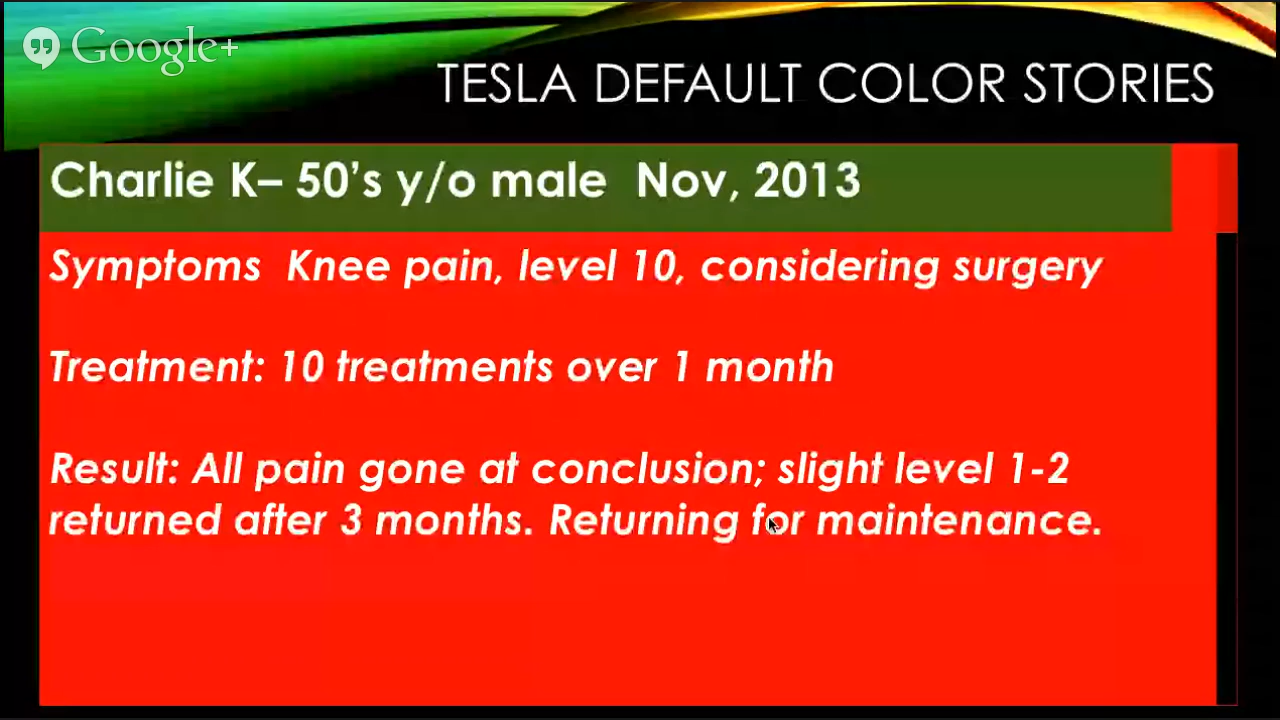 Google+
TESLA DEFAULT COLOR STORIES
Charlie K– 50’s y/o male  Nov, 2013
Symptoms  Knee pain, level 10, considering surgery
Treatment: 10 treatments over 1 month
Result: All pain gone at conclusion; slight level 1-2
returned after 3 months. Returning for maintenance.